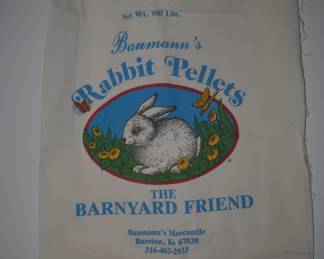 Net Wt. 100 Lbs.
Baumann's
Rabbit Pellets
THE
BARNYARD FRIEND
Baumann's Mercantile
Burrton, Ks 67020
316-463-2933